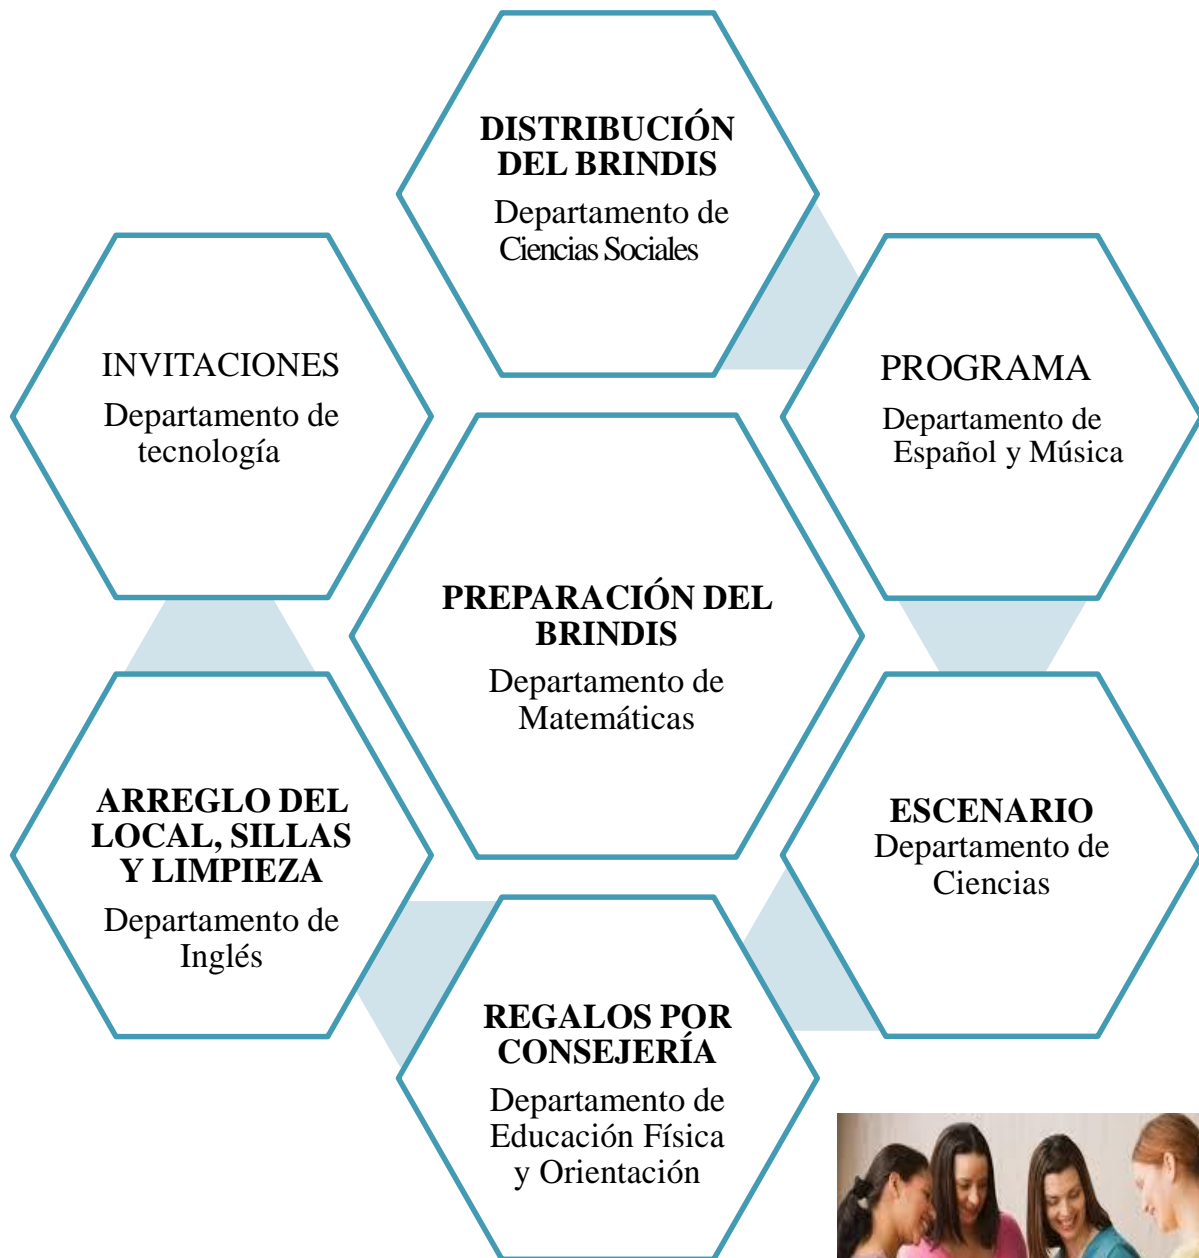 DISTRIBUCIÓN
DEL BRINDIS
Departamento de
Ciencias Sociales
PROGRAMA
Departamento de
Español y Música
ESCENARIO
Departamento de
Ciencias
REGALOS POR
CONSEJERÍA
Departamento de
Educación Física
y Orientación
ARREGLO DEL
LOCAL, SILLAS
Y LIMPIEZA
Departamento de
Inglés
INVITACIONES
Departamento de
tecnología
PREPARACIÓN DEL
BRINDIS
Departamento de
Matemáticas